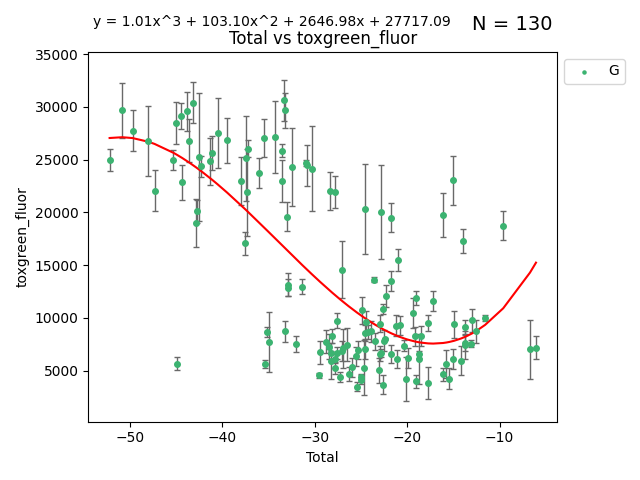 y = 1.01x^3 + 103.10x^2 + 2646.98x + 27717.09
N = 130
Total vs toxgreen_fluor
G
toxgreen_fluor
35000
30000
25000
20000
15000
10000
5000
−50
−40
−30
−20
−10
Total